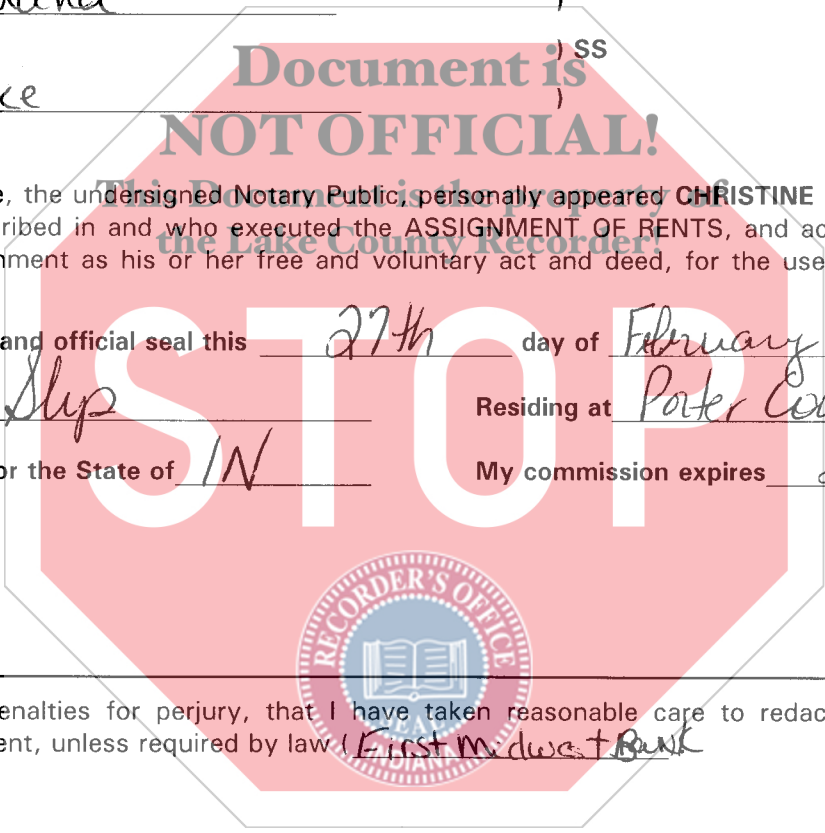 ) SS
)
Document is
NOT OFFICIAL!
This Document is the property of
the Lake County Recorder!
, the undersigned Notary Public, personally appeared CHRISTINE
ribed in and who executed the ASSIGNMENT OF RENTS, and ac
nment as his or her free and voluntary act and deed, for the use
and official seal this 27th day of February
Slup Residing at Porter Cou
or the State of IN My commission expires
STOP
RECORDER'S OFFICE
SEAL
INDIANA
enalties for perjury, that I have taken reasonable care to redac
ent, unless required by law (First Midwest Bank